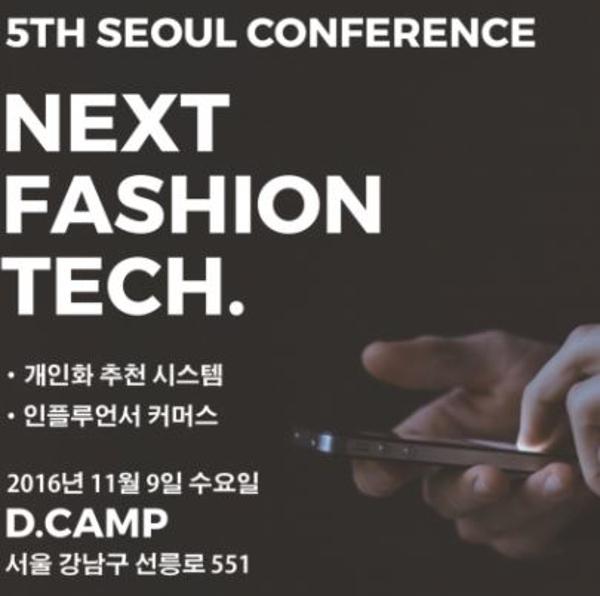 5TH SEOUL CONFERENCE
NEXT
FASHION
TECH.
• 개인화 추천 시스템
• 인플루언서 커머스
2016년 11월 9일 수요일
D.CAMP
서울 강남구 선릉로 551